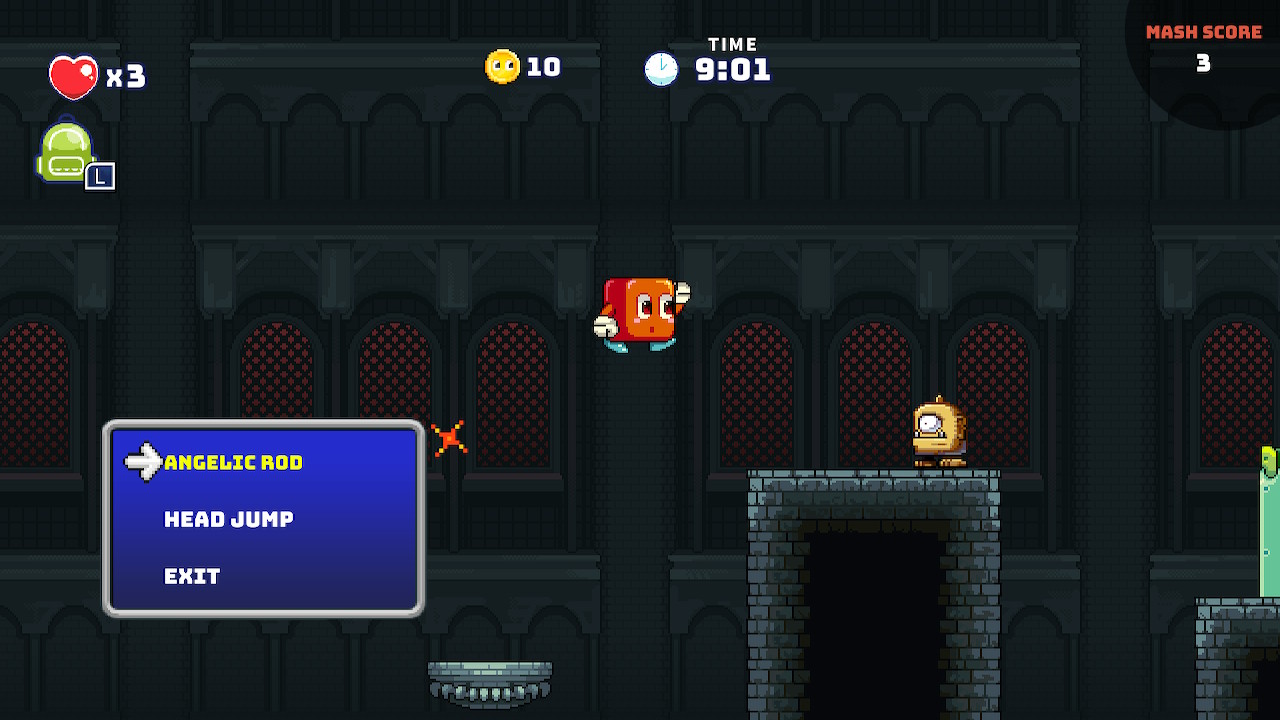 MASH SCORE
3
TIME
9:01
10
x3
L
ANGELIC ROD
HEAD JUMP
EXIT